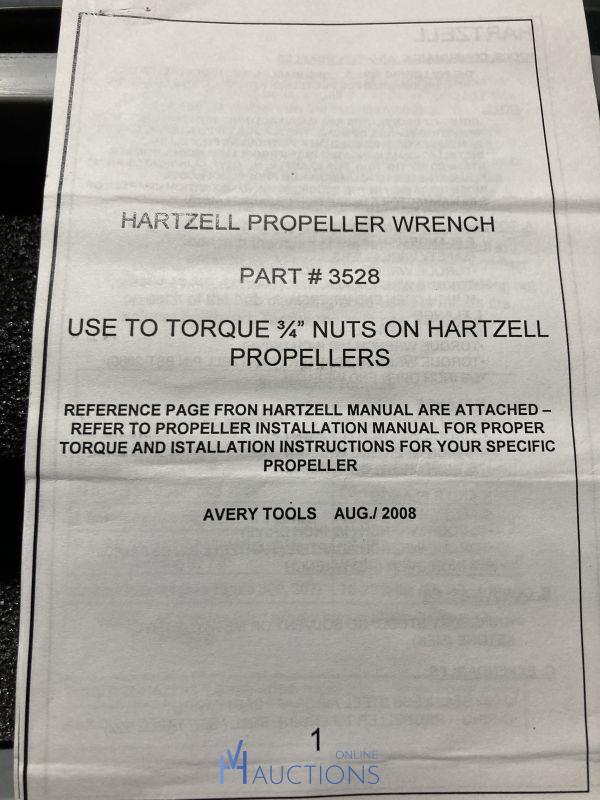 HARTZELL PROPELLER WRENCH
PART # 3528
USE TO TORQUE ¾” NUTS ON HARTZELL
PROPELLERS
REFERENCE PAGE FRON HARTZELL MANUAL ARE ATTACHED –
REFER TO PROPELLER INSTALLATION MANUAL FOR PROPER
TORQUE AND ISTALLATION INSTRUCTIONS FOR YOUR SPECIFIC
PROPELLER
AVERY TOOLS AUG./ 2008
1
VH ONLINE
AUCTIONS